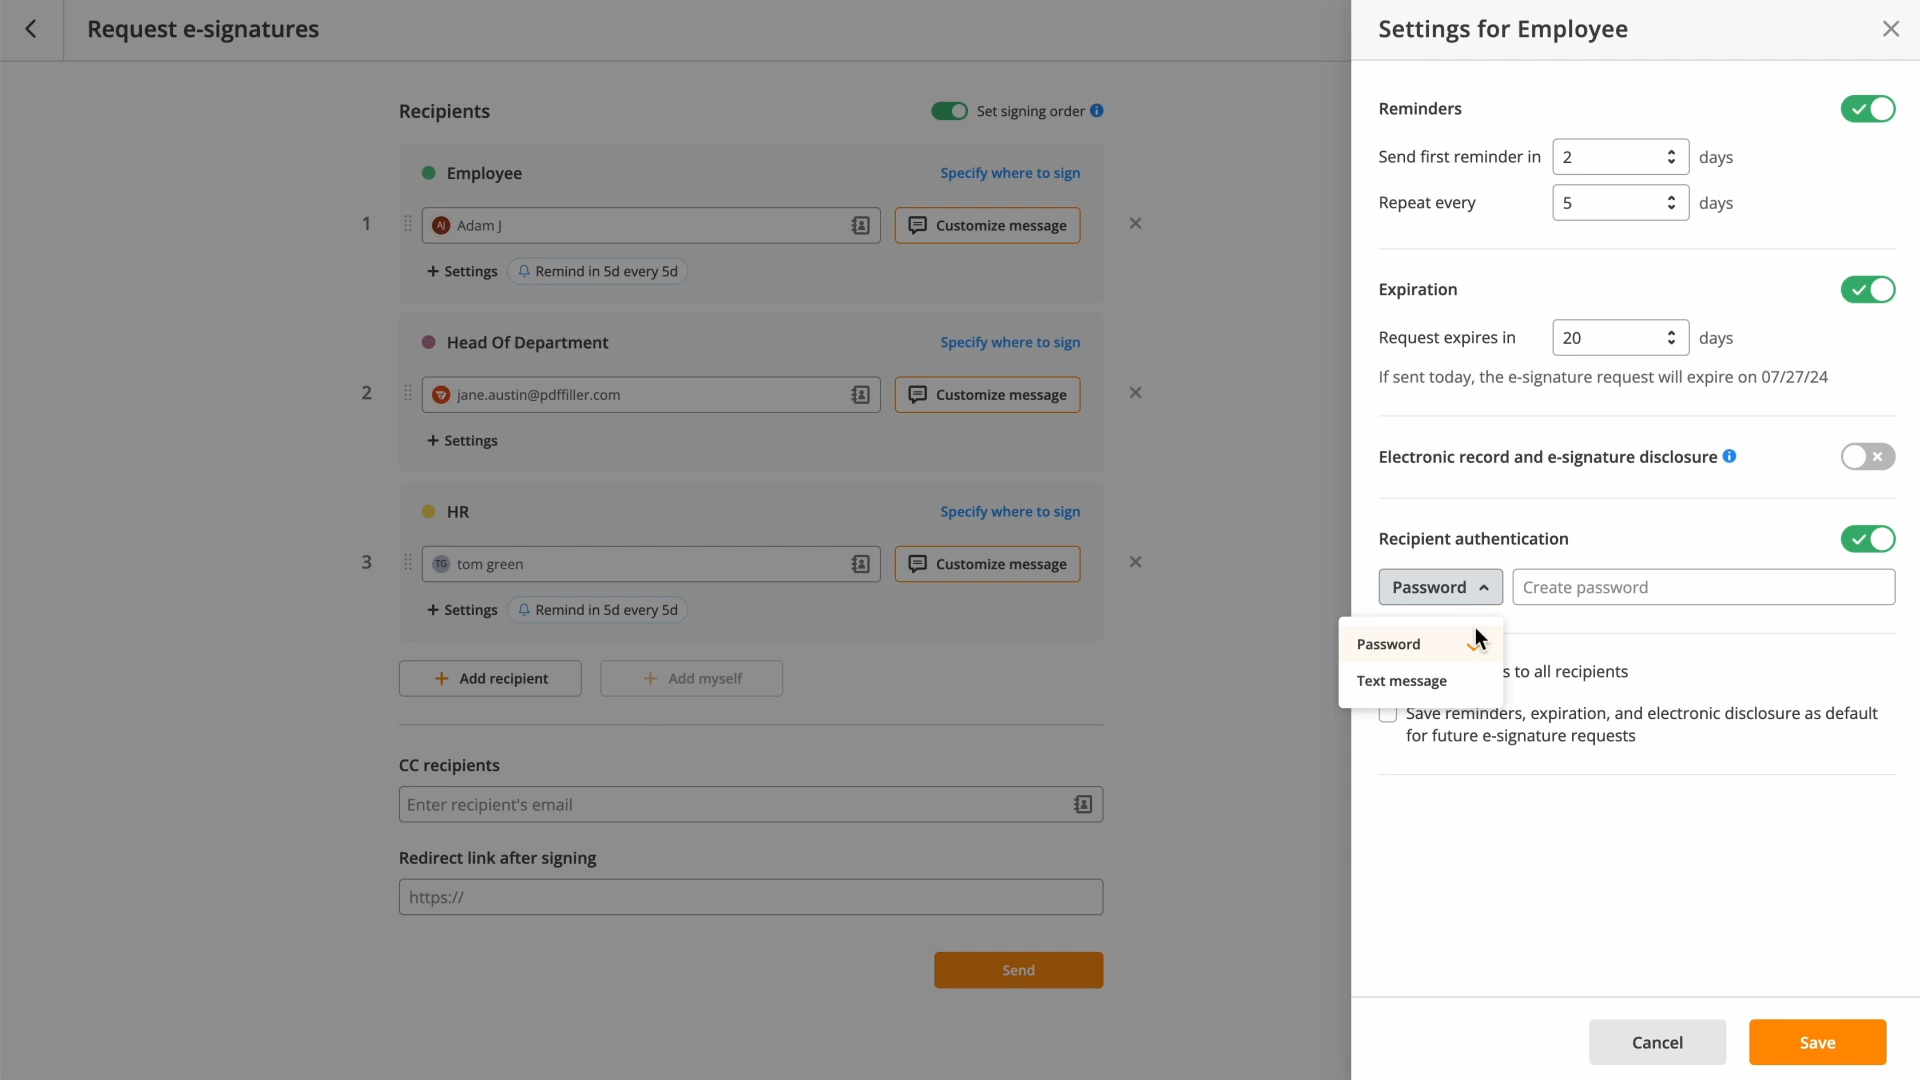 Request e-signatures
Recipients
Set signing order
Employee
Specify where to sign
1
AJ
Adam J
Customize message
+ Settings
Remind in 5d every 5d
Head Of Department
Specify where to sign
2
jane.austin@pdffiller.com
Customize message
+ Settings
HR
Specify where to sign
3
TG
tom green
Customize message
+ Settings
Remind in 5d every 5d
+ Add recipient
+ Add myself
CC recipients
Enter recipient's email
Redirect link after signing
https://
Send
Settings for Employee
Reminders
Send first reminder in 2 days
Repeat every 5 days
Expiration
Request expires in 20 days
If sent today, the e-signature request will expire on 07/27/24
Electronic record and e-signature disclosure
Recipient authentication
Password
Create password
Password
Text message
to all recipients
Save reminders, expiration, and electronic disclosure as default
for future e-signature requests
Cancel
Save